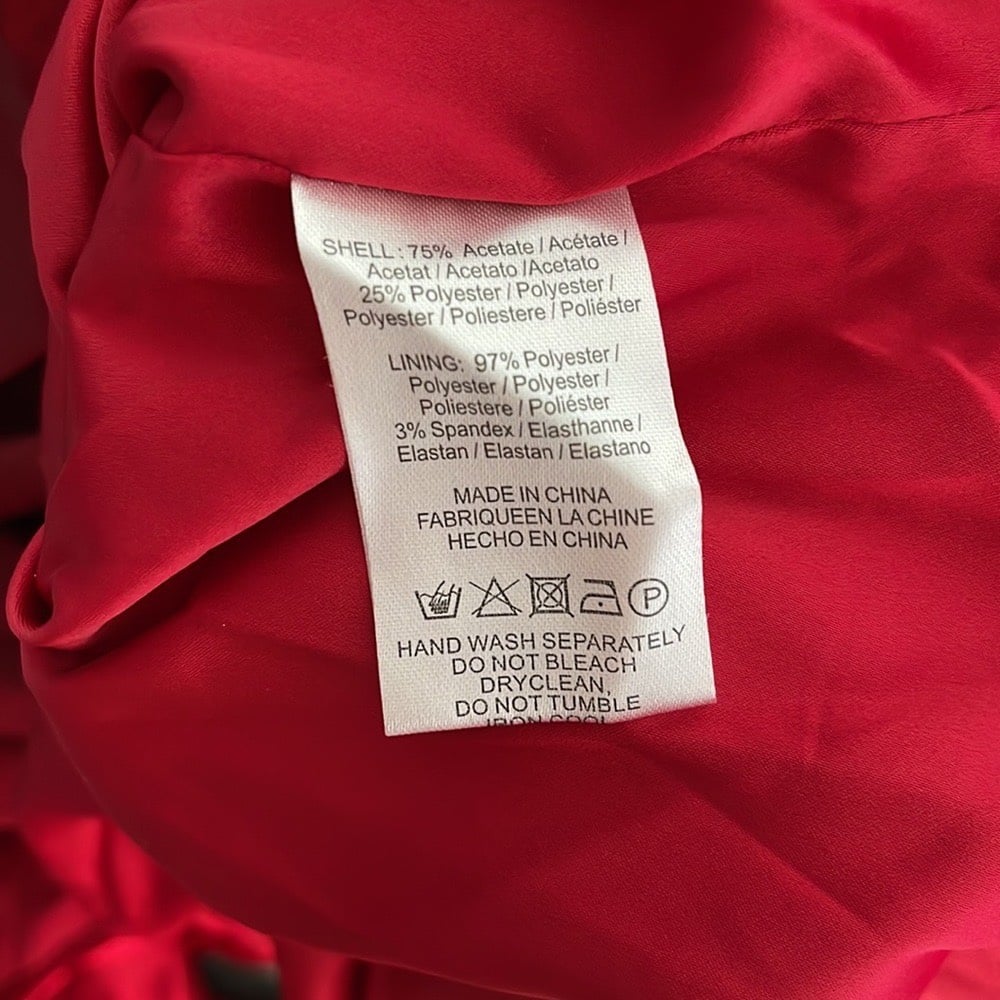 SHELL : 75% Acetate / Acétate /
Acetat / Acetato /Acetato
25% Polyester / Polyester /
Polyester / Poliestere / Poliéster
LINING: 97% Polyester /
Polyester / Polyester /
Poliestere / Poliéster
3% Spandex / Elasthanne /
Elastan / Elastan / Elastano
MADE IN CHINA
FABRIQUEEN LA CHINE
HECHO EN CHINA
P
HAND WASH SEPARATELY
DO NOT BLEACH
DRYCLEAN,
DO NOT TUMBLE
IRON COOL